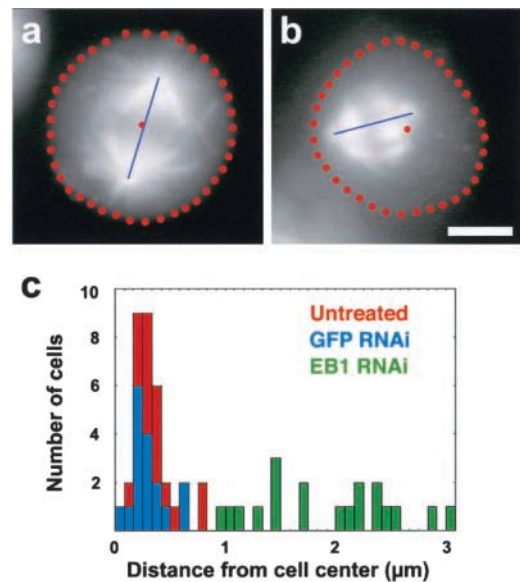 a
b
c
Untreated
GFP RNAi
EB1 RNAi
Number of cells
10
8
6
4
2
0
1
2
3
Distance from cell center (μm)